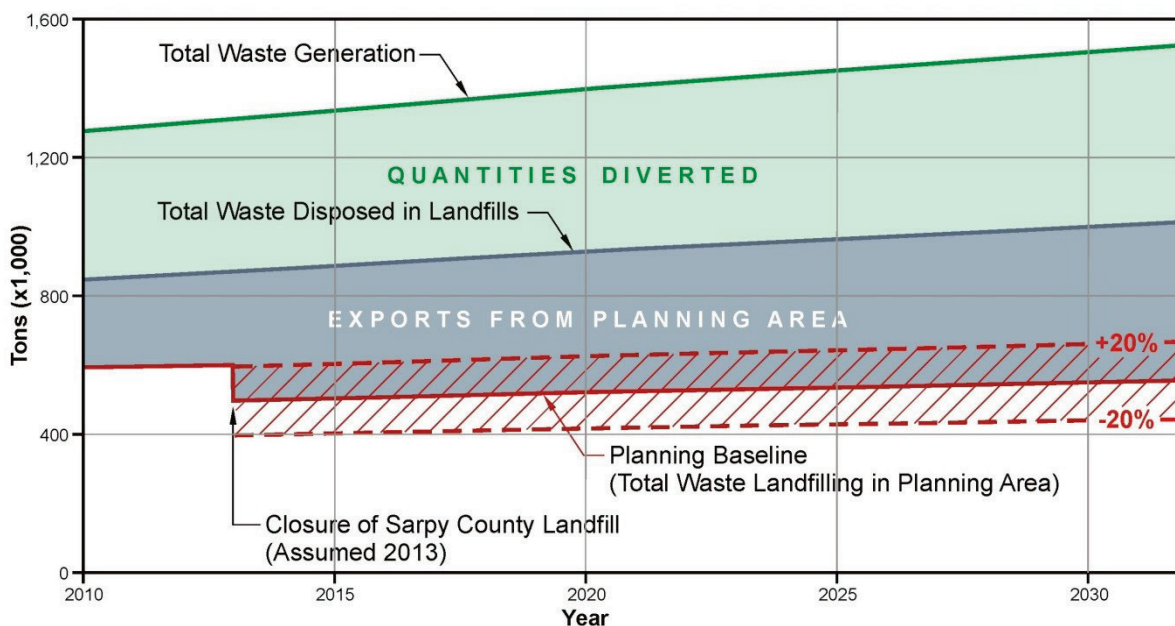 1,600
Total Waste Generation
1,200
QUANTITIES DIVERTED
Total Waste Disposed in Landfills
800
EXPORTS FROM PLANNING AREA
+20%
400
-20%
Planning Baseline
(Total Waste Landfilling in Planning Area)
Closure of Sarpy County Landfill
(Assumed 2013)
0
Tons (x1,000)
2010
2015
2020
2025
2030
Year